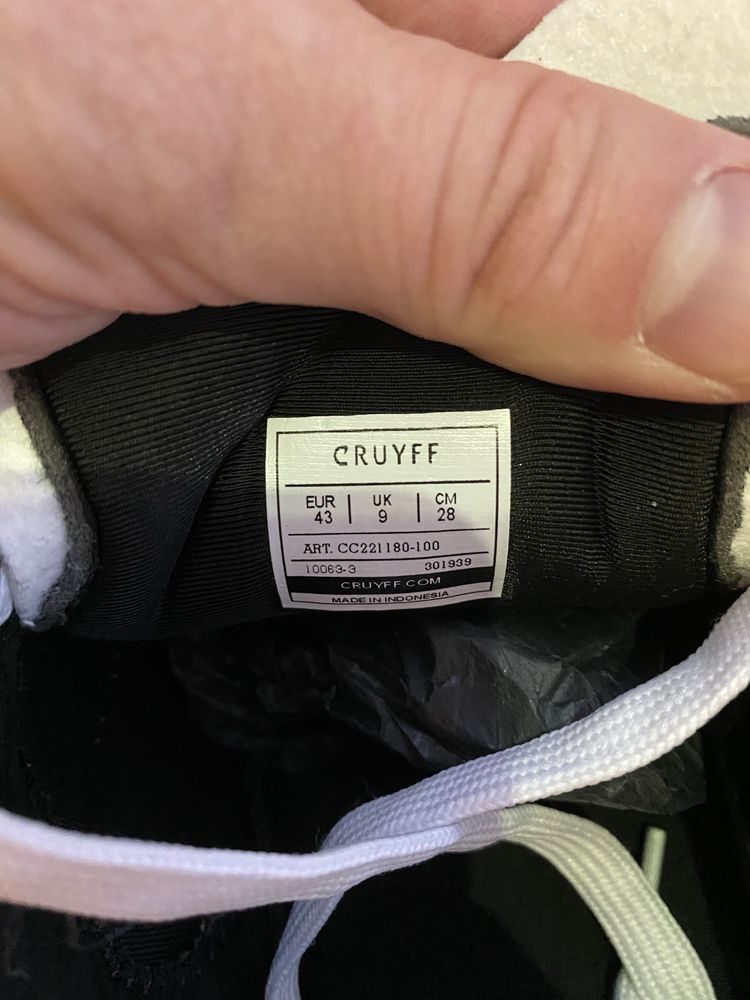 CRUYFF
EUR UK CM
43 9 28
ART. CC221180-100
10063-3 301939
CRUYFF.COM
MADE IN INDONESIA